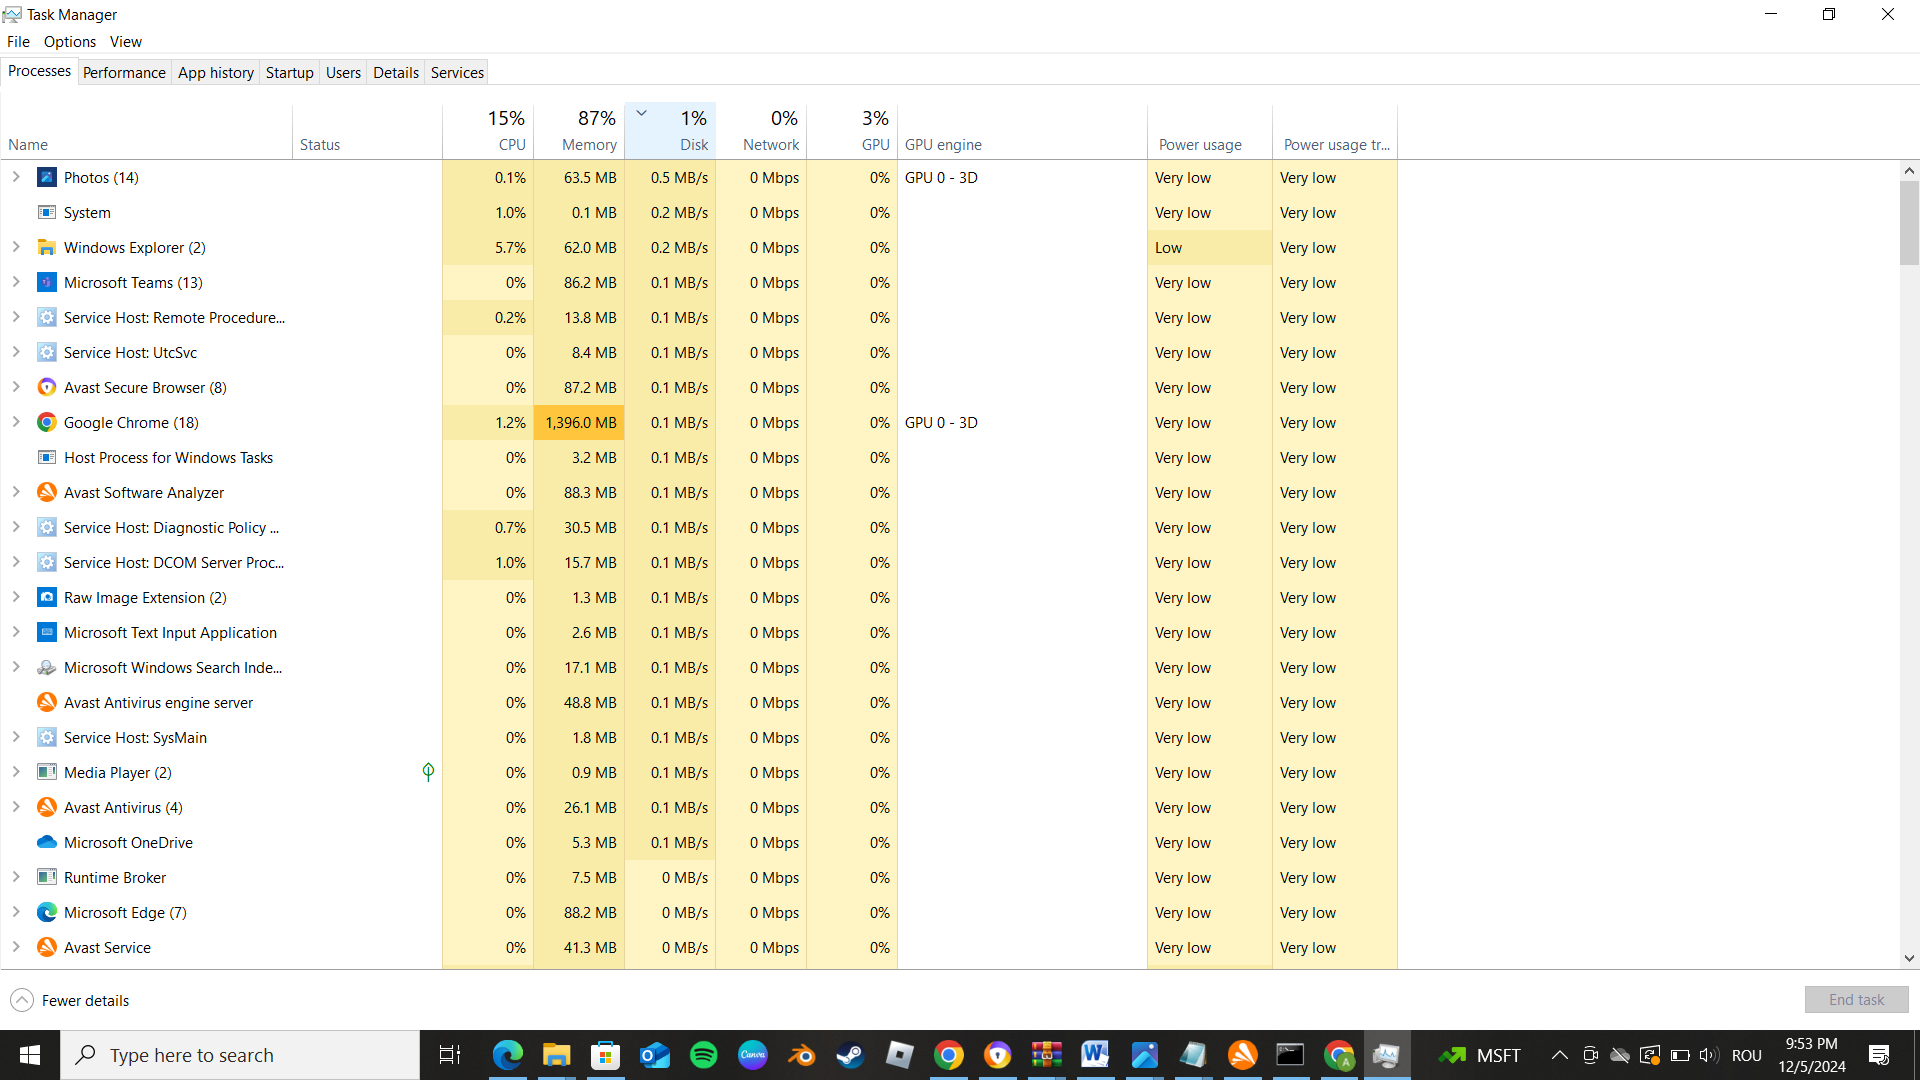 Task Manager
File Options View
Processes Performance App history Startup Users Details Services
15% 87% 1% 0% 3%
Name Status CPU Memory Disk Network GPU GPU engine Power usage Power usage tr...
Photos (14) 0.1% 63.5 MB 0.5 MB/s 0 Mbps 0% GPU 0 - 3D Very low Very low
System 1.0% 0.1 MB 0.2 MB/s 0 Mbps 0% Very low Very low
Windows Explorer (2) 5.7% 62.0 MB 0.2 MB/s 0 Mbps 0% Low Very low
Microsoft Teams (13) 0% 86.2 MB 0.1 MB/s 0 Mbps 0% Very low Very low
Service Host: Remote Procedure... 0.2% 13.8 MB 0.1 MB/s 0 Mbps 0% Very low Very low
Service Host: UtcSvc 0% 8.4 MB 0.1 MB/s 0 Mbps 0% Very low Very low
Avast Secure Browser (8) 0% 87.2 MB 0.1 MB/s 0 Mbps 0% Very low Very low
Google Chrome (18) 1.2% 1,396.0 MB 0.1 MB/s 0 Mbps 0% GPU 0 - 3D Very low Very low
Host Process for Windows Tasks 0% 3.2 MB 0.1 MB/s 0 Mbps 0% Very low Very low
Avast Software Analyzer 0% 88.3 MB 0.1 MB/s 0 Mbps 0% Very low Very low
Service Host: Diagnostic Policy ... 0.7% 30.5 MB 0.1 MB/s 0 Mbps 0% Very low Very low
Service Host: DCOM Server Proc... 1.0% 15.7 MB 0.1 MB/s 0 Mbps 0% Very low Very low
Raw Image Extension (2) 0% 1.3 MB 0.1 MB/s 0 Mbps 0% Very low Very low
Microsoft Text Input Application 0% 2.6 MB 0.1 MB/s 0 Mbps 0% Very low Very low
Microsoft Windows Search Inde... 0% 17.1 MB 0.1 MB/s 0 Mbps 0% Very low Very low
Avast Antivirus engine server 0% 48.8 MB 0.1 MB/s 0 Mbps 0% Very low Very low
Service Host: SysMain 0% 1.8 MB 0.1 MB/s 0 Mbps 0% Very low Very low
Media Player (2) 0% 0.9 MB 0.1 MB/s 0 Mbps 0% Very low Very low
Avast Antivirus (4) 0% 26.1 MB 0.1 MB/s 0 Mbps 0% Very low Very low
Microsoft OneDrive 0% 5.3 MB 0.1 MB/s 0 Mbps 0% Very low Very low
Runtime Broker 0% 7.5 MB 0 MB/s 0 Mbps 0% Very low Very low
Microsoft Edge (7) 0% 88.2 MB 0 MB/s 0 Mbps 0% Very low Very low
Avast Service 0% 41.3 MB 0 MB/s 0 Mbps 0% Very low Very low
Fewer details End task
Type here to search Canva MSFT ROU 9:53 PM
12/5/2024